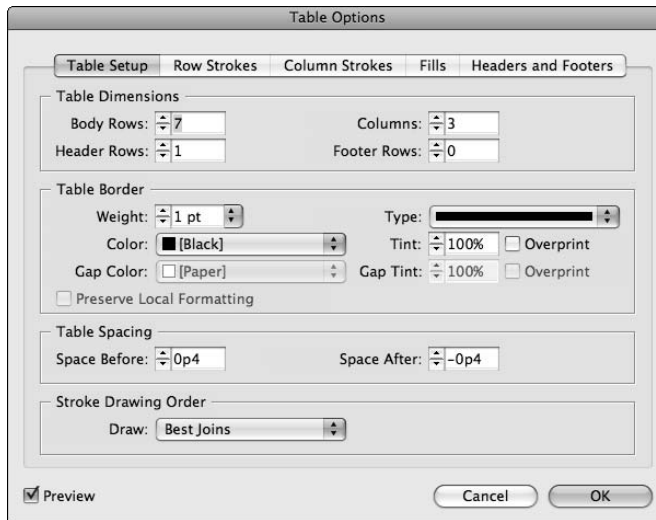 Table Options
Table Setup Row Strokes Column Strokes Fills Headers and Footers
Table Dimensions
Body Rows: 7 Columns: 3
Header Rows: 1 Footer Rows: 0
Table Border
Weight: 1 pt Type:
Color: [Black] Tint: 100% Overprint
Gap Color: [Paper] Gap Tint: 100% Overprint
Preserve Local Formatting
Table Spacing
Space Before: 0p4 Space After: -0p4
Stroke Drawing Order
Draw: Best Joins
Preview Cancel OK